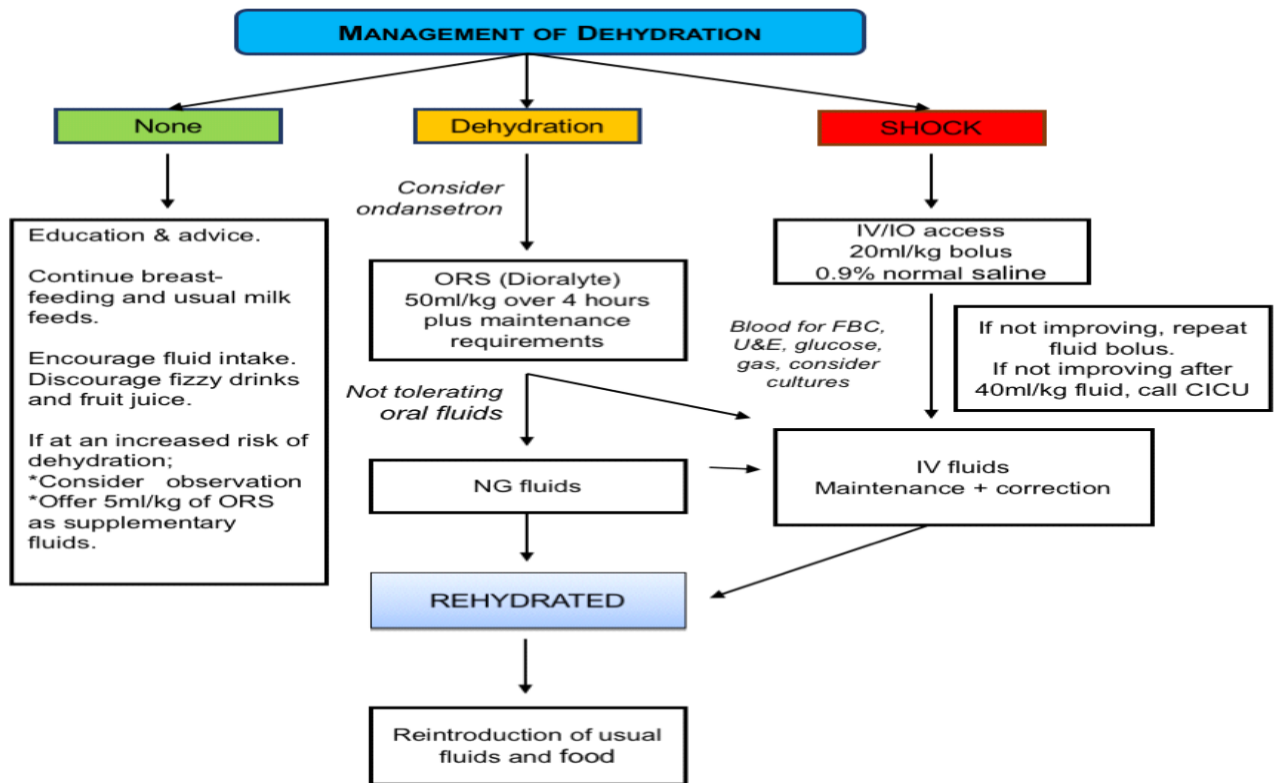 MANAGEMENT OF DEHYDRATION
None
Dehydration
SHOCK
Education & advice.
Continue breast-
feeding and usual milk
feeds.
Encourage fluid intake.
Discourage fizzy drinks
and fruit juice.
If at an increased risk of
dehydration;
*Consider observation
*Offer 5ml/kg of ORS
as supplementary
fluids.
Consider
ondansetron
ORS (Dioralyte)
50ml/kg over 4 hours
plus maintenance
requirements
Not tolerating
oral fluids
NG fluids
IV/IO access
20ml/kg bolus
0.9% normal saline
Blood for FBC,
U&E, glucose,
gas, consider
cultures
If not improving, repeat
fluid bolus.
If not improving after
40ml/kg fluid, call CICU
IV fluids
Maintenance + correction
REHYDRATED
Reintroduction of usual
fluids and food